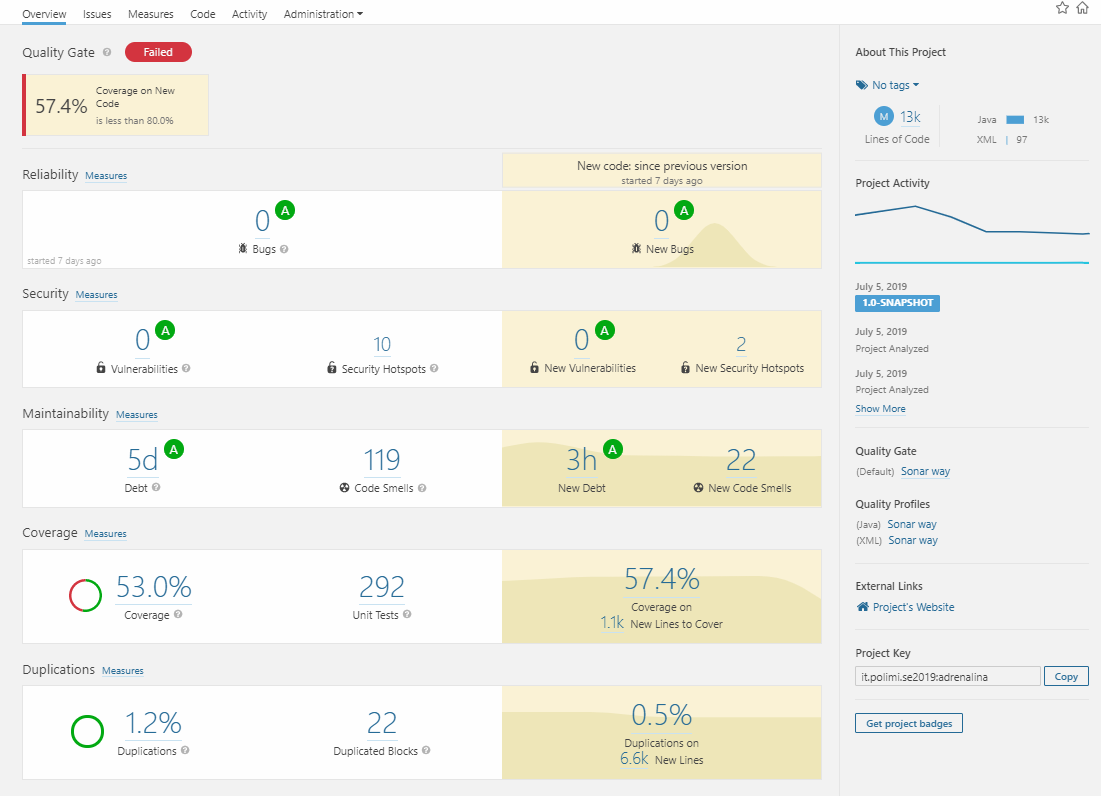 Overview Issues Measures Code Activity Administration
Quality Gate ? Failed
57.4% Coverage on New Code
is less than 80.0%
New code: since previous version
started 7 days ago
Reliability Measures
0 A
Bugs ?
started 7 days ago
0 A
New Bugs
Security Measures
0 A
Vulnerabilities ?
10
Security Hotspots ?
0 A
New Vulnerabilities
2
New Security Hotspots
Maintainability Measures
5d A
Debt ?
119
Code Smells ?
3h A
New Debt
22
New Code Smells
Coverage Measures
53.0%
Coverage ?
292
Unit Tests ?
57.4%
Coverage on
1.1k New Lines to Cover
Duplications Measures
1.2%
Duplications ?
22
Duplicated Blocks ?
0.5%
Duplications on
6.6k New Lines
About This Project
No tags
M 13k
Lines of Code
Java 13k
XML 97
Project Activity
July 5, 2019
1.0-SNAPSHOT
July 5, 2019
Project Analyzed
July 5, 2019
Project Analyzed
Show More
Quality Gate
(Default) Sonar way
Quality Profiles
(Java) Sonar way
(XML) Sonar way
External Links
Project's Website
Project Key
it.polimi.se2019:adrenalina Copy
Get project badges